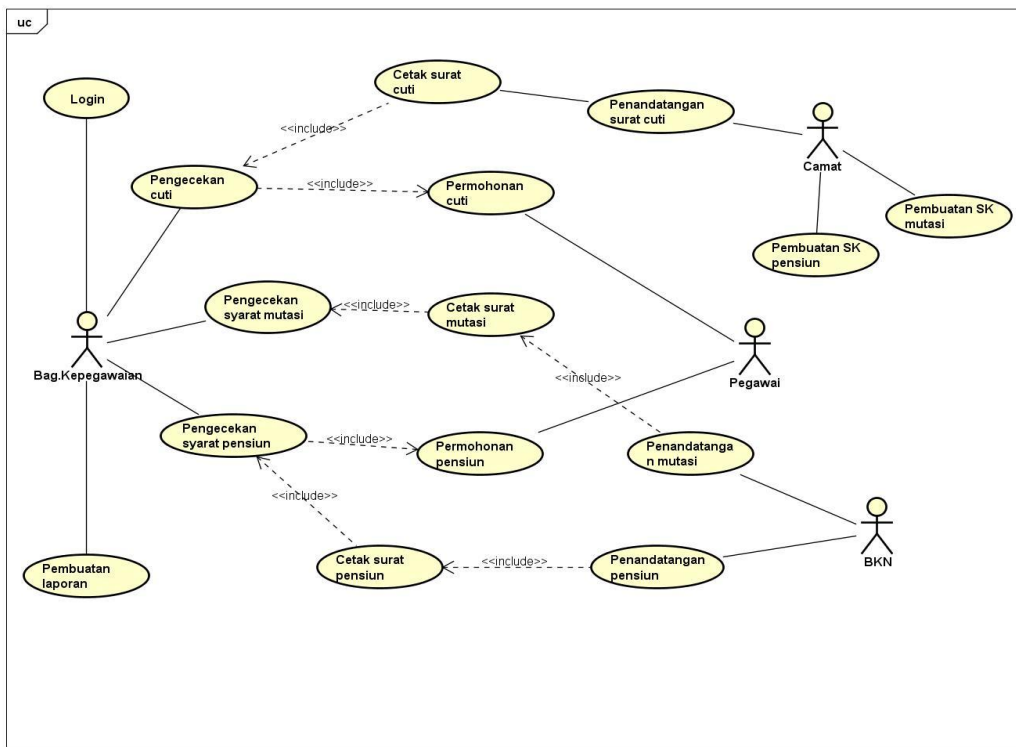 uc
Cetak surat
cuti
Login
Penandatangan
surat cuti
<<include>>
Camat
Pengecekan
cuti
<<include>>
Permohonan
cuti
Pembuatan SK
mutasi
Pembuatan SK
pensiun
Pengecekan
syarat mutasi
<<include>>
Cetak surat
mutasi
Bag.Kepegawaian
Pegawai
<<include>>
Pengecekan
syarat pensiun
<<include>>
Permohonan
pensiun
Penandatanga
n mutasi
<<include>>
BKN
Cetak surat
pensiun
<<include>>
Penandatangan
pensiun
Pembuatan
laporan